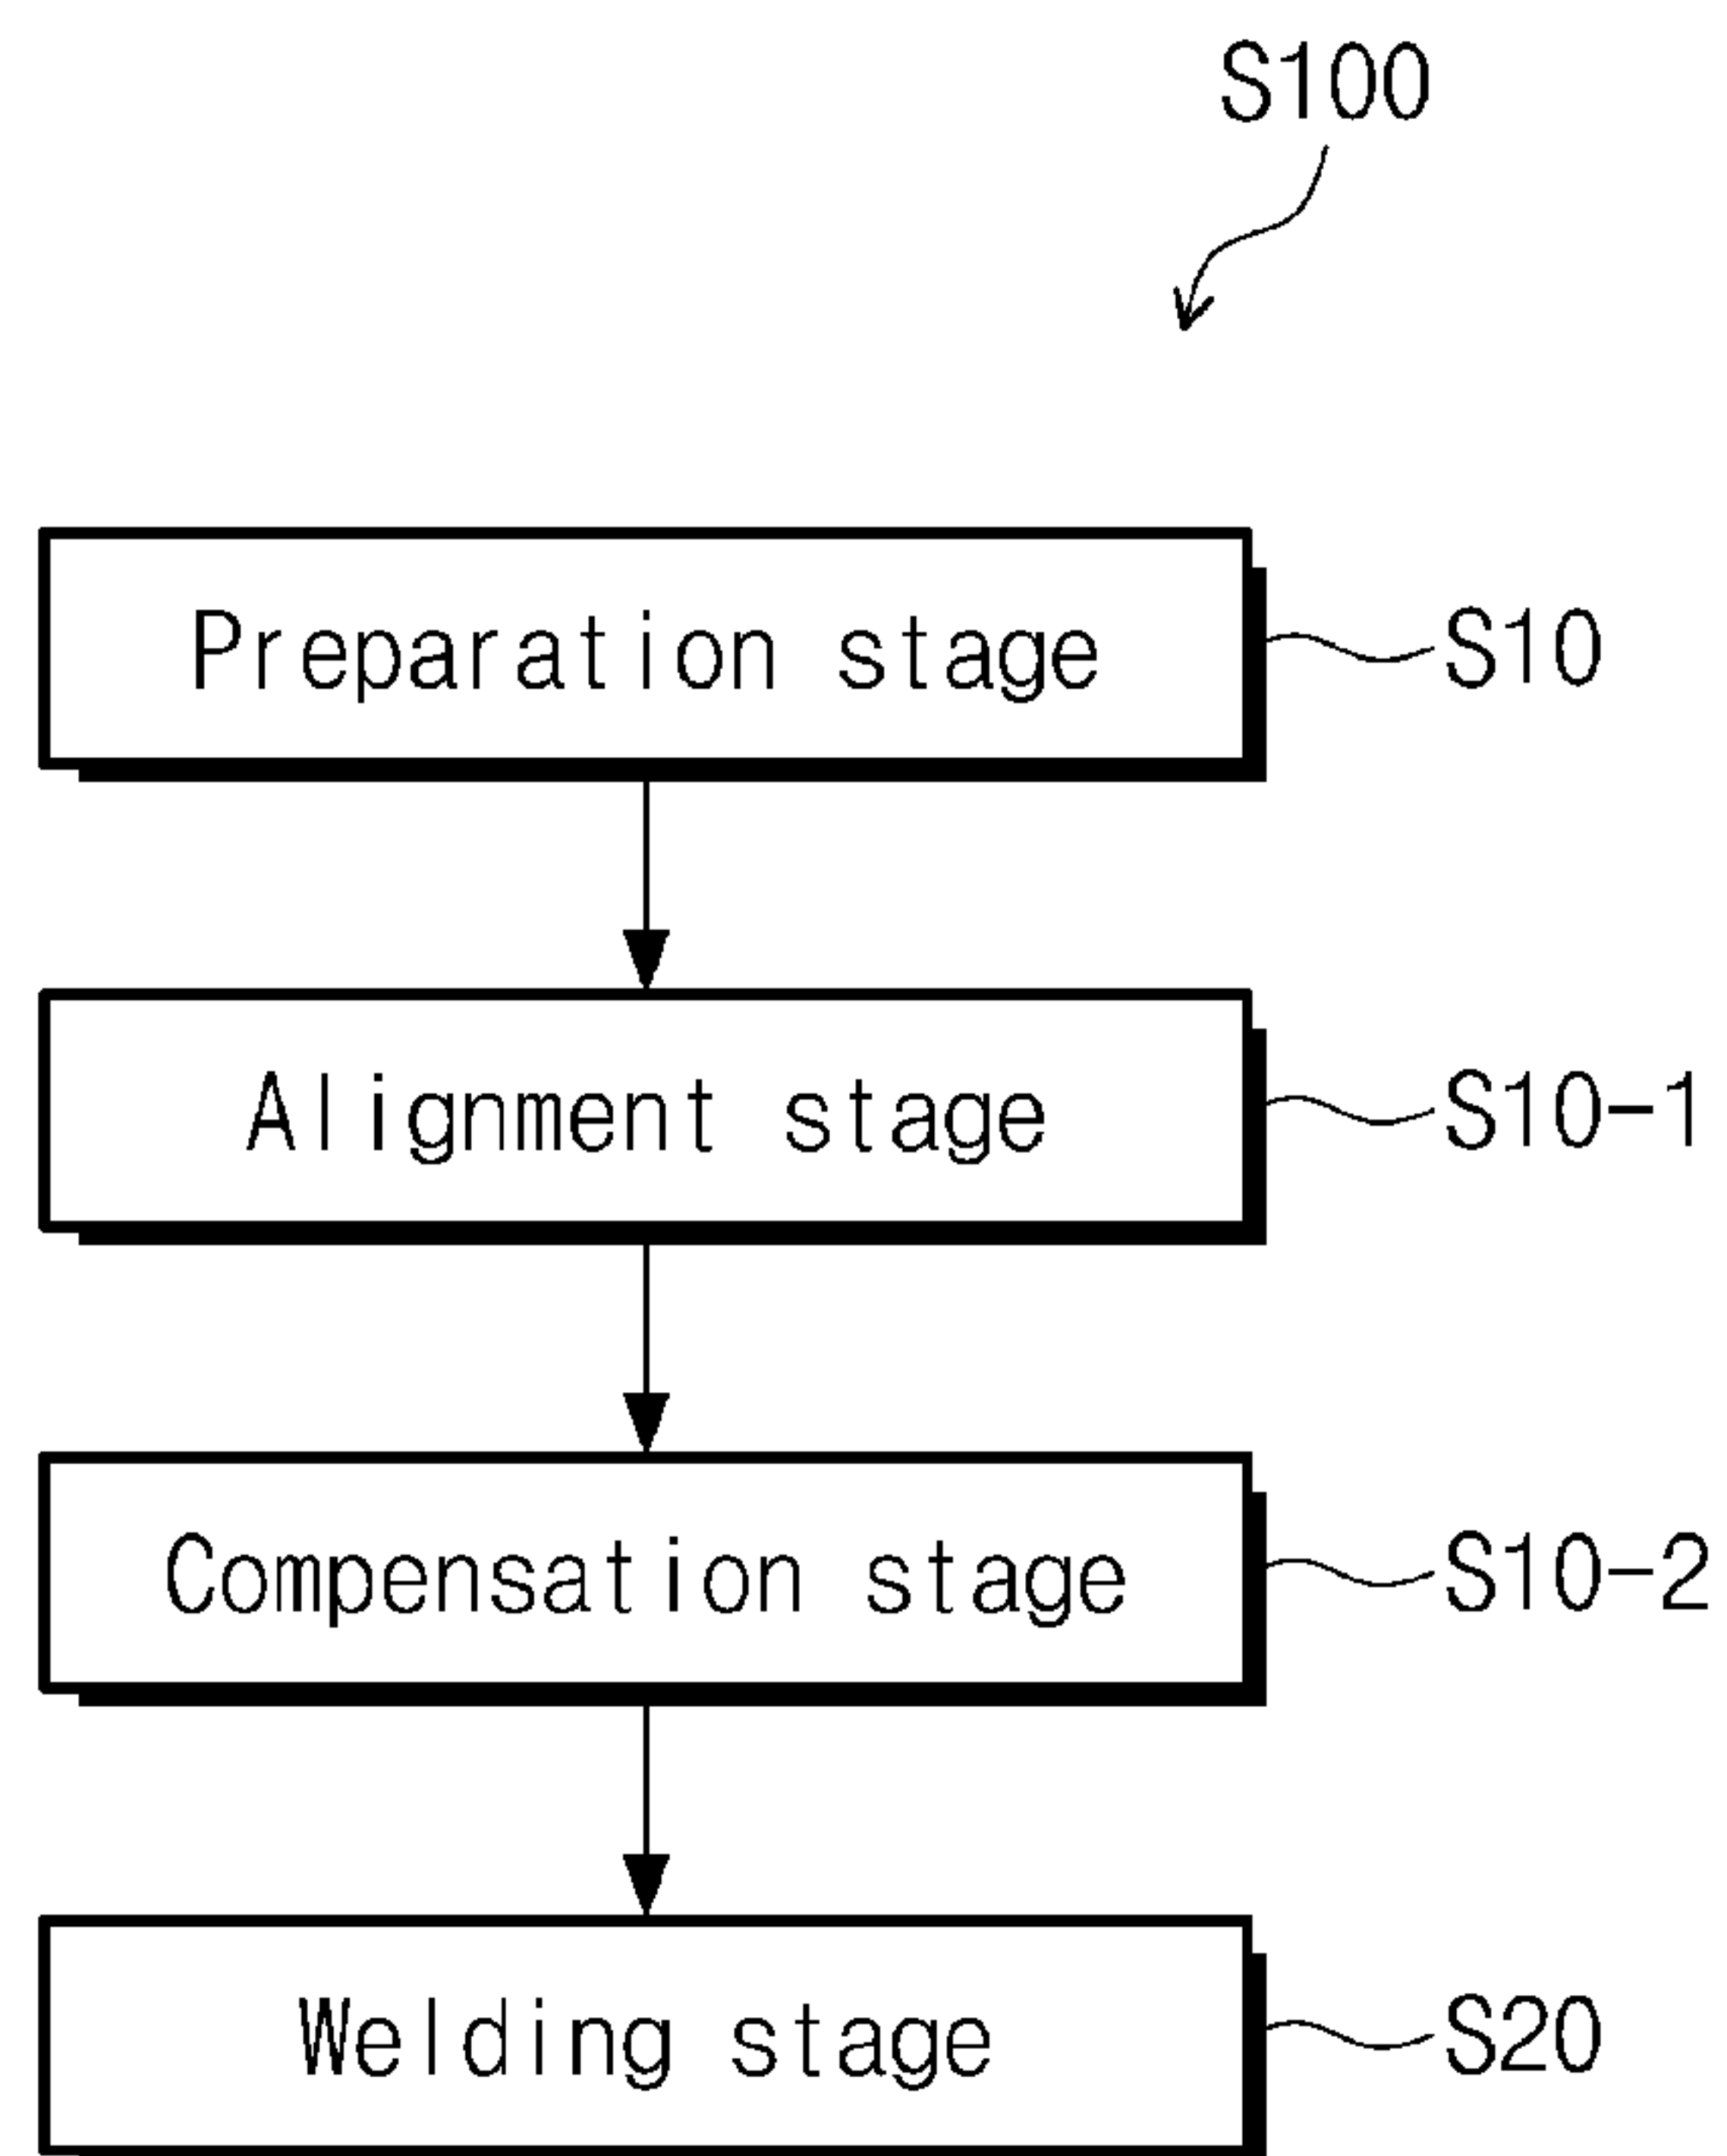 S100
Preparation stage S10
Alignment stage S10-1
Compensation stage S10-2
Welding stage S20